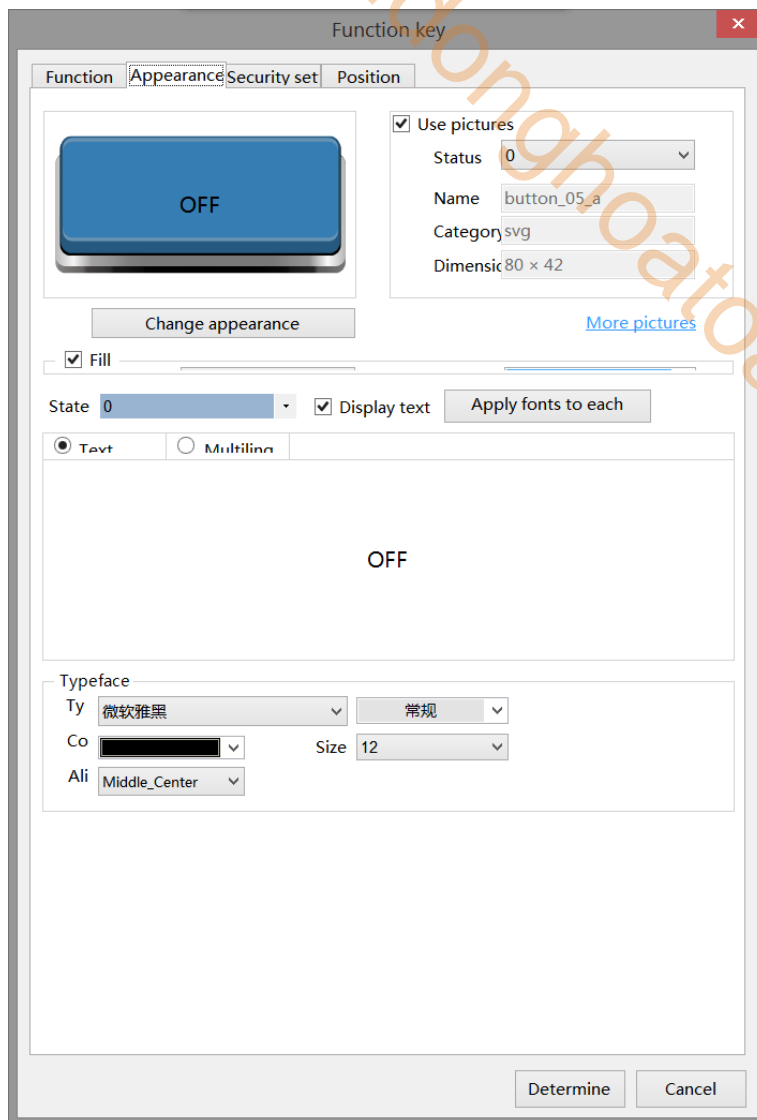 Function key
Function Appearance Security set Position
OFF
Use pictures
Status 0
Name button_05_a
Category svg
Dimensic 80 × 42
Change appearance
More pictures
Fill
State 0 Display text Apply fonts to each
Text Multiling
OFF
Typeface
Ty 微软雅黑 常规
Co Size 12
Ali Middle_Center
Determine Cancel
donghoato